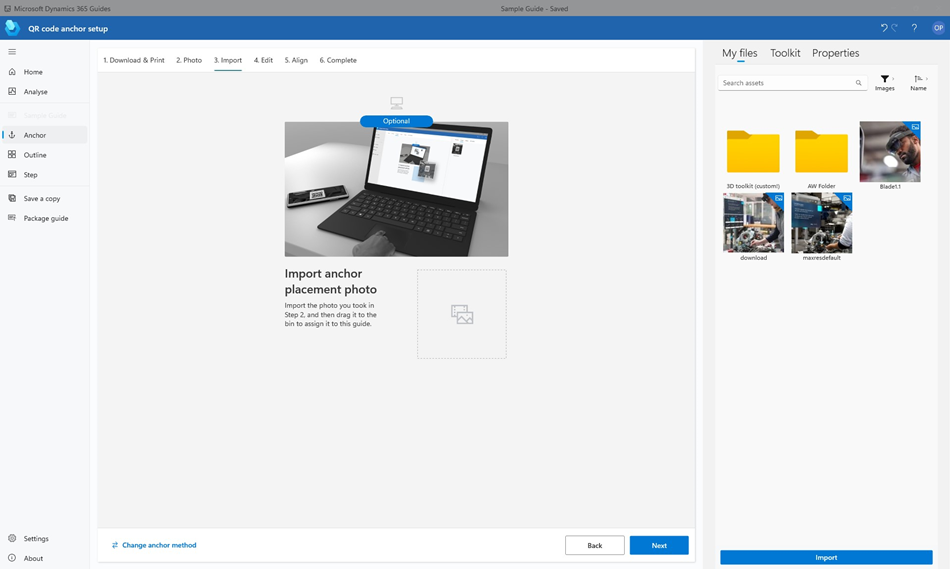 Microsoft Dynamics 365 Guides
Sample Guide - Saved
QR code anchor setup
OP
Home
Analyse
Sample Guide
Anchor
Outline
Step
Save a copy
Package guide
Settings
About
1. Download & Print
2. Photo
3. Import
4. Edit
5. Align
6. Complete
Optional
Import anchor
placement photo
Import the photo you took in
Step 2, and then drag it to the
bin to assign it to this guide.
Change anchor method
Back
Next
My files
Toolkit
Properties
Search assets
Images
Name
3D toolkit (custom!)
AW Folder
Blade1.1
download
maxresdefault
Import